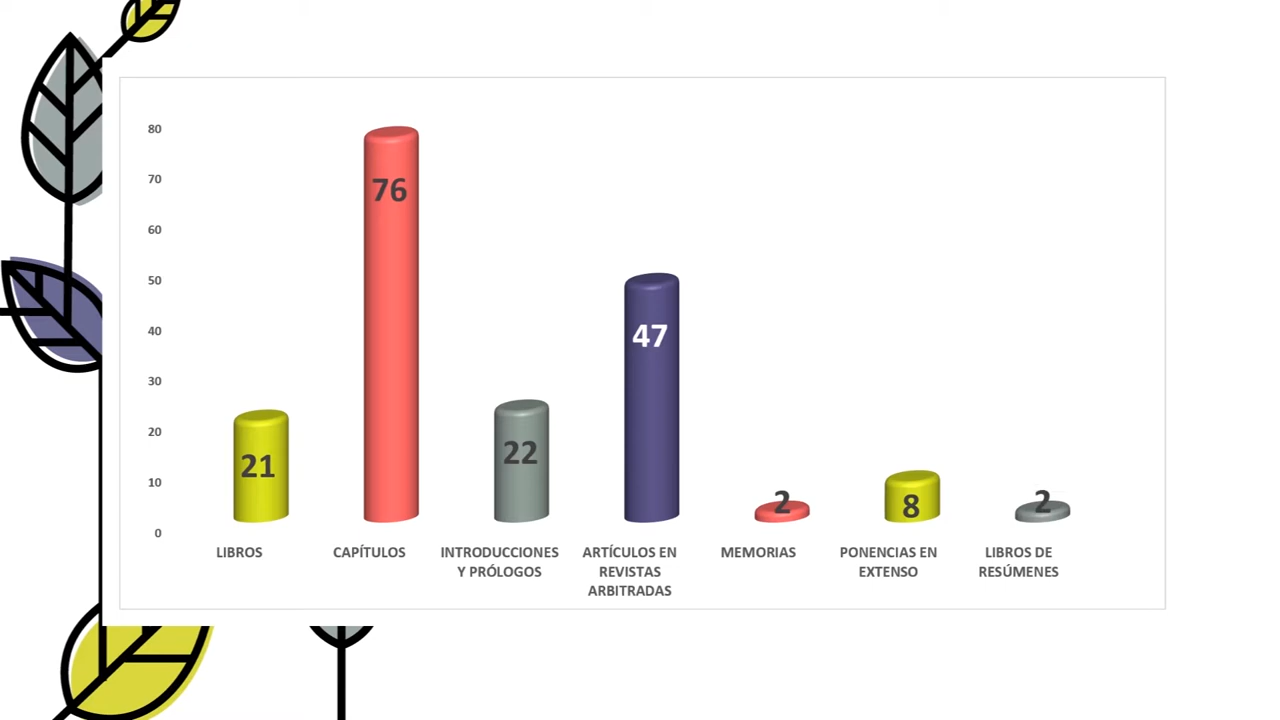 80
70
60
50
40
30
20
10
0
76
47
22
21
8
2
2
LIBROS
CAPÍTULOS
INTRODUCCIONES
Y PRÓLOGOS
ARTÍCULOS EN
REVISTAS
ARBITRADAS
MEMORIAS
PONENCIAS EN
EXTENSO
LIBROS DE
RESÚMENES